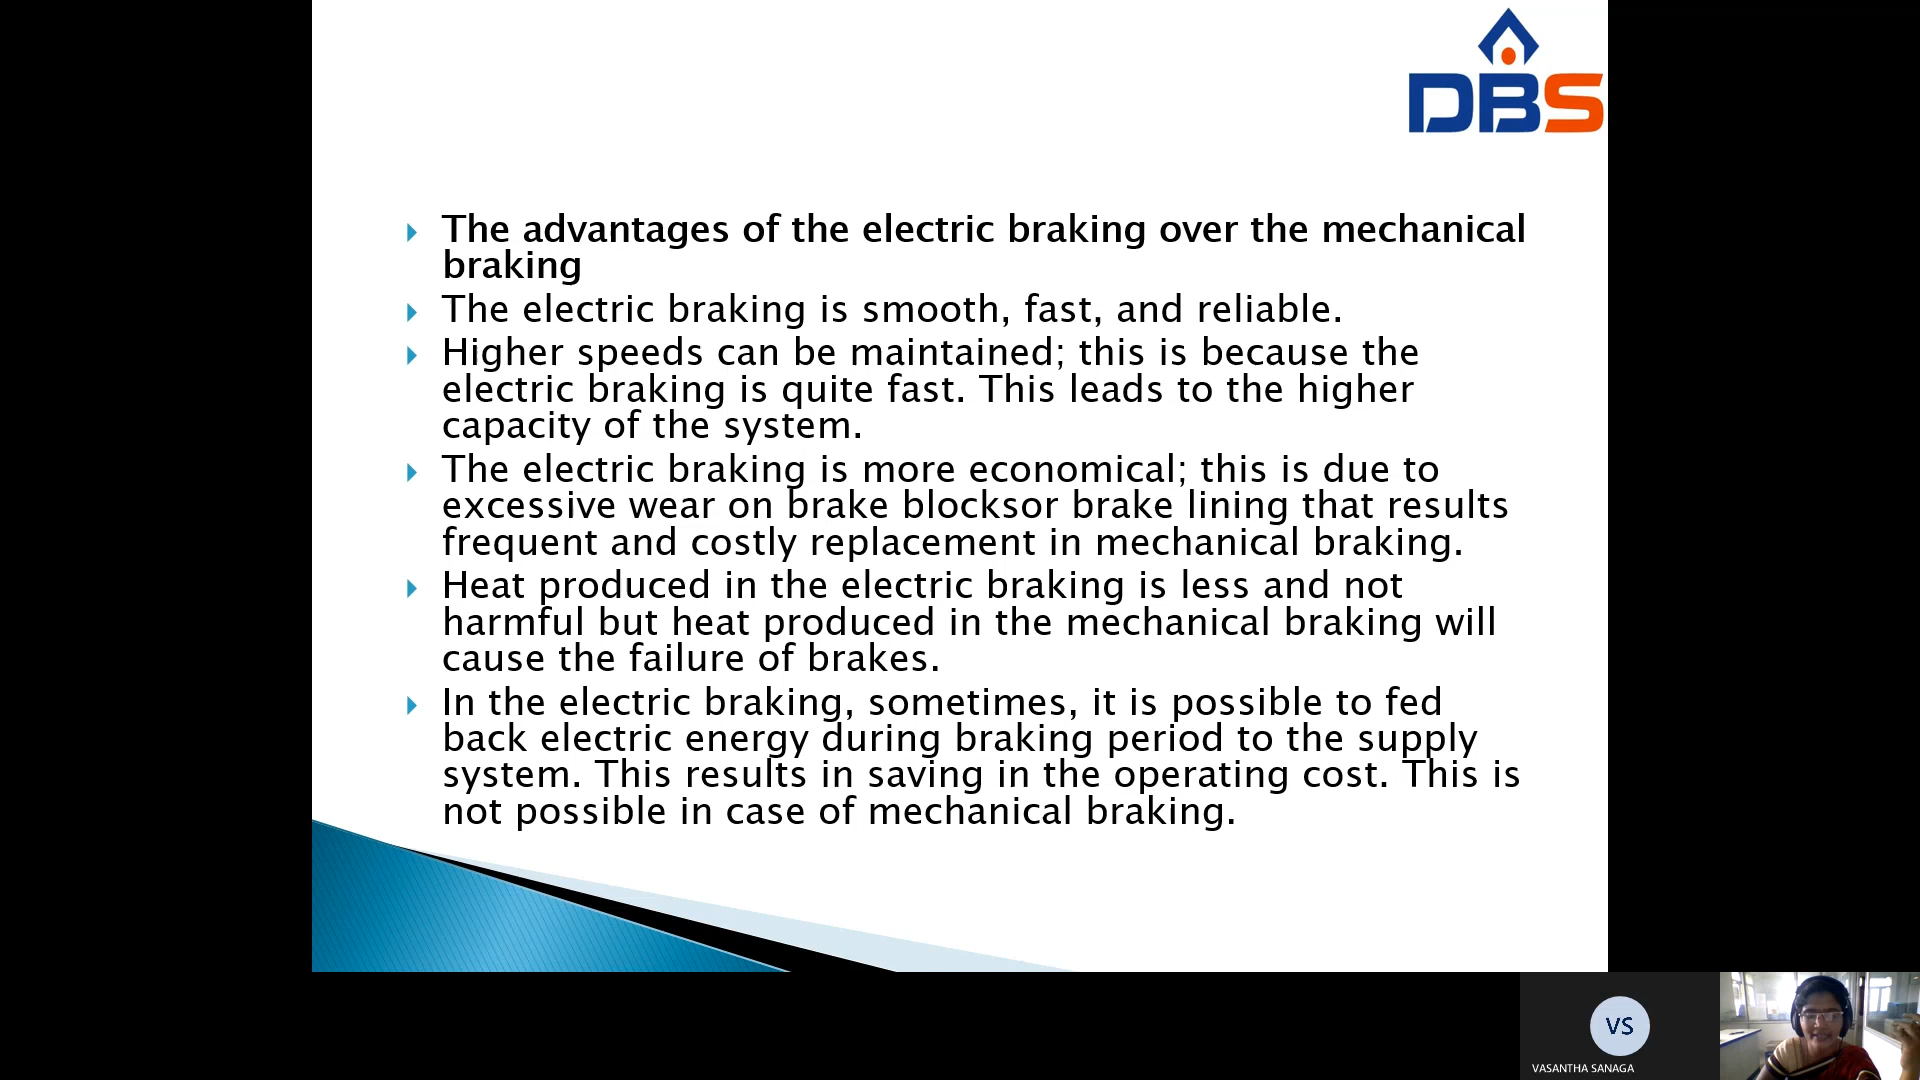 DBS
The advantages of the electric braking over the mechanical
braking
The electric braking is smooth, fast, and reliable.
Higher speeds can be maintained; this is because the
electric braking is quite fast. This leads to the higher
capacity of the system.
The electric braking is more economical; this is due to
excessive wear on brake blocksor brake lining that results
frequent and costly replacement in mechanical braking.
Heat produced in the electric braking is less and not
harmful but heat produced in the mechanical braking will
cause the failure of brakes.
In the electric braking, sometimes, it is possible to fed
back electric energy during braking period to the supply
system. This results in saving in the operating cost. This is
not possible in case of mechanical braking.
VS
VASANTHA SANAGA